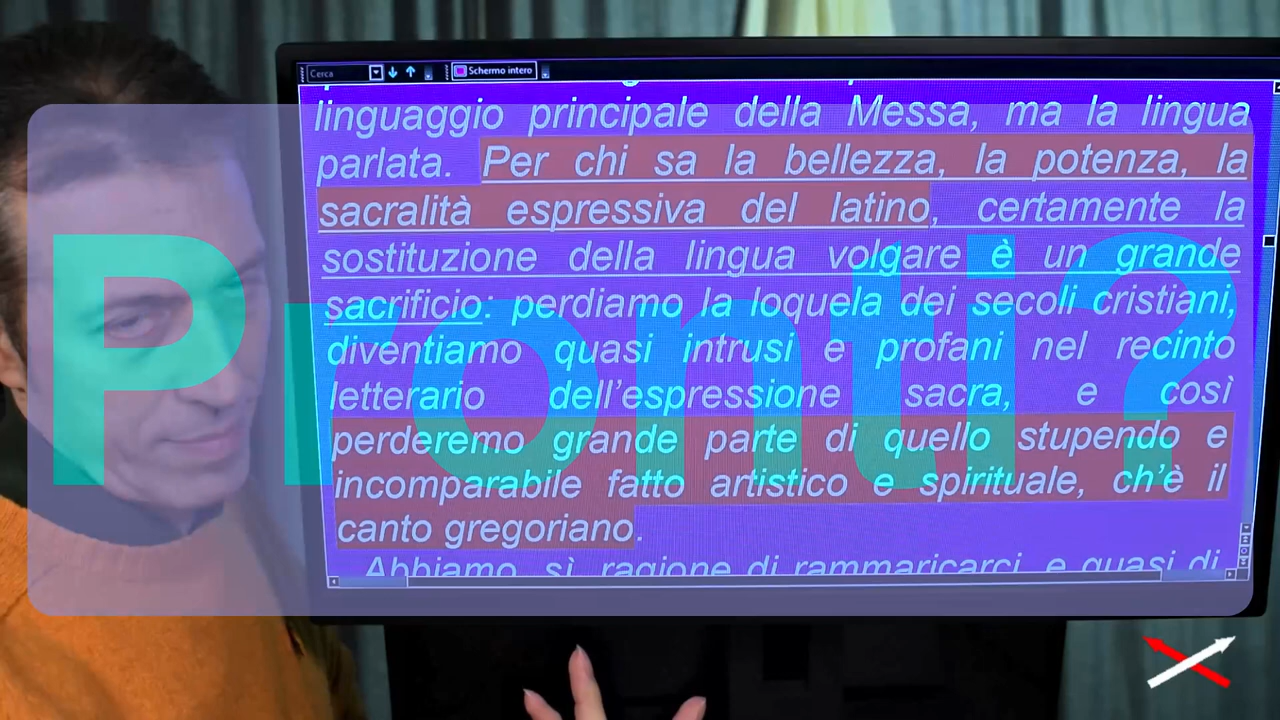 Cerca
Schermo intero
linguaggio principale della Messa, ma la lingua
parlata. Per chi sa la bellezza, la potenza, la
sacralità espressiva del latino, certamente la
sostituzione della lingua volgare è un grande
sacrificio: perdiamo la loquela dei secoli cristiani,
diventiamo quasi intrusi e profani nel recinto
letterario dell’espressione sacra, e così
perderemo grande parte di quello stupendo e
incomparabile fatto artistico e spirituale, ch’è il
canto gregoriano.
Abbiamo, sì, ragione di rammaricarci, e quasi di
Pronti?